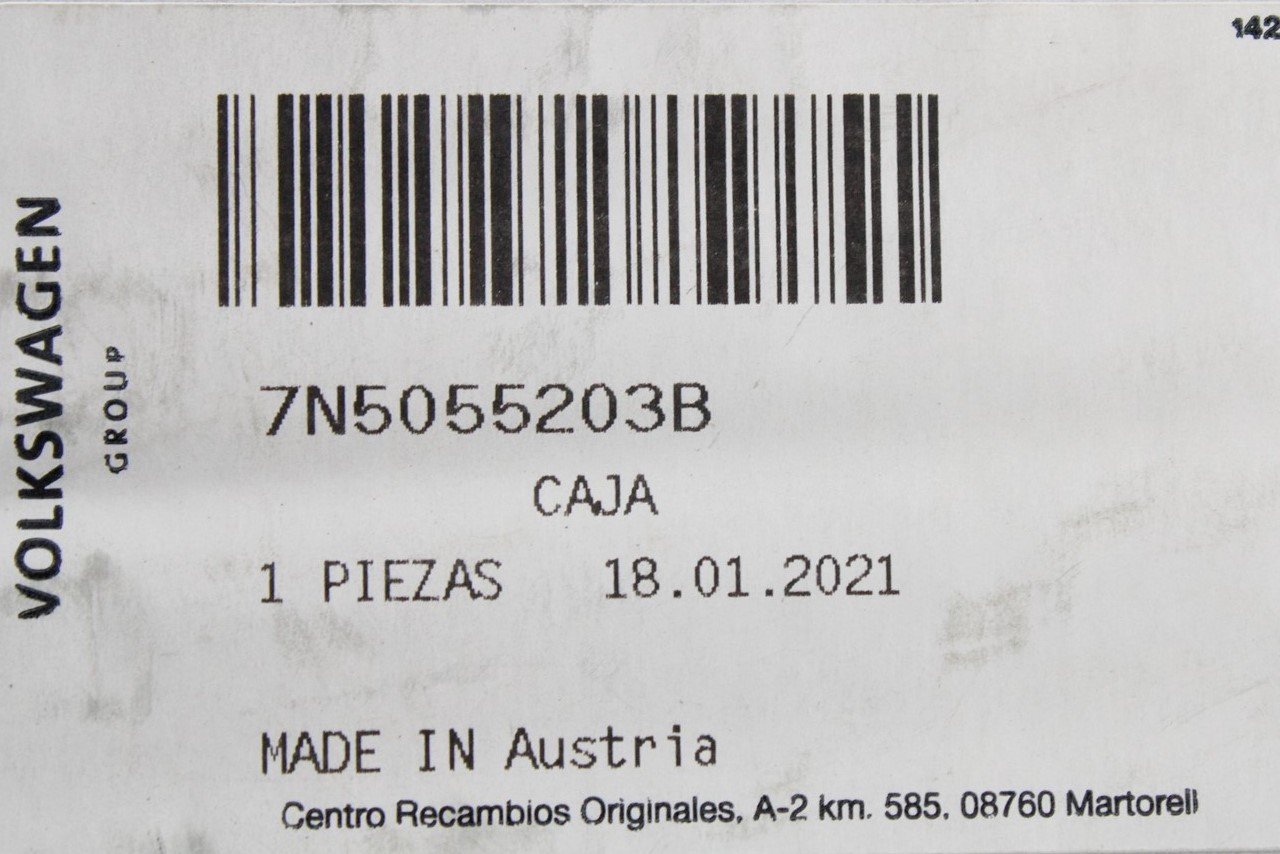 142
VOLKSWAGEN
GROUP
7N5055203B
CAJA
1 PIEZAS 18.01.2021
MADE IN Austria
Centro Recambios Originales, A-2 km. 585, 08760 Martorell